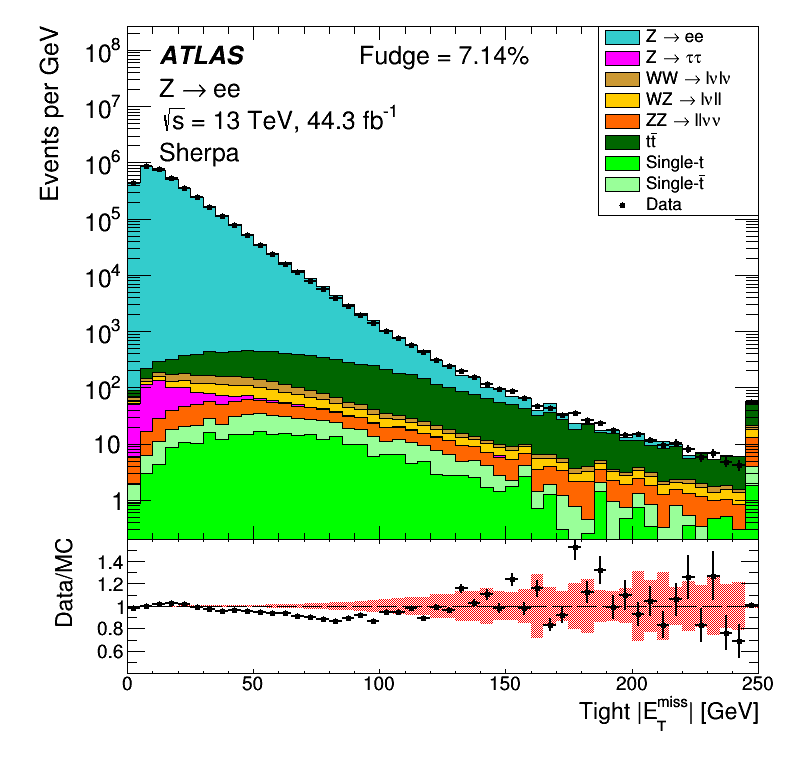 Events per GeV
10⁸
10⁷
10⁶
10⁵
10⁴
10³
10²
10
1
ATLAS
Fudge = 7.14%
Z → ee
√s = 13 TeV, 44.3 fb⁻¹
Sherpa
Z → ee
Z → ττ
WW → lνlν
WZ → lνll
ZZ → llνν
tt̄
Single-t
Single-t̄
Data
Data/MC
1.4
1.2
1
0.8
0.6
0 50 100 150 200 250
Tight |E_T^miss| [GeV]